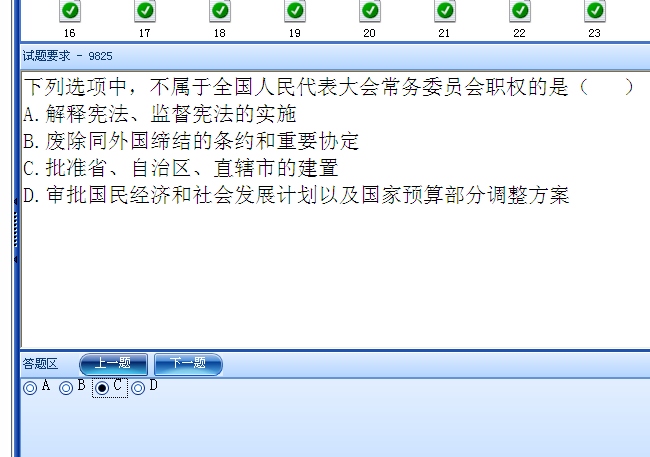 16 17 18 19 20 21 22 23
试题要求 - 9825
下列选项中，不属于全国人民代表大会常务委员会职权的是（　）
A.解释宪法、监督宪法的实施
B.废除同外国缔结的条约和重要协定
C.批准省、自治区、直辖市的建置
D.审批国民经济和社会发展计划以及国家预算部分调整方案
答题区 上一题 下一题
A B C D